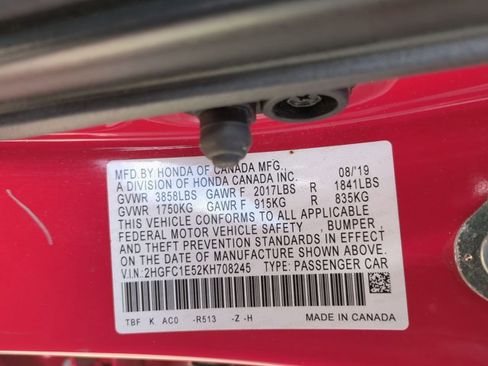 MFD.BY HONDA OF CANADA MFG.,
A DIVISION OF HONDA CANADA INC. 08/'19
GVWR 3858LBS GAWR F 2017LBS R 1841LBS
GVWR 1750KG GAWR F 915KG R 835KG
THIS VEHICLE CONFORMS TO ALL APPLICABLE
FEDERAL MOTOR VEHICLE SAFETY , BUMPER ,
AND THEFT PREVENTION STANDARDS IN EFFECT
ON THE DATE OF MANUFACTURE SHOWN ABOVE.
V.I.N.:2HGFC1E52KH708245 TYPE: PASSENGER CAR
TBF K AC0 -R513 -Z -H MADE IN CANADA